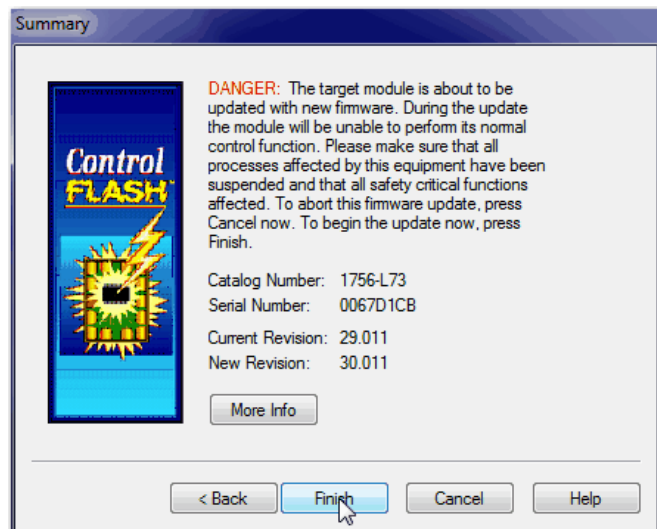 Summary
Control
FLASH™
DANGER: The target module is about to be
updated with new firmware. During the update
the module will be unable to perform its normal
control function. Please make sure that all
processes affected by this equipment have been
suspended and that all safety critical functions
affected. To abort this firmware update, press
Cancel now. To begin the update now, press
Finish.
Catalog Number: 1756-L73
Serial Number: 0067D1CB
Current Revision: 29.011
New Revision: 30.011
More Info
< Back Finish Cancel Help